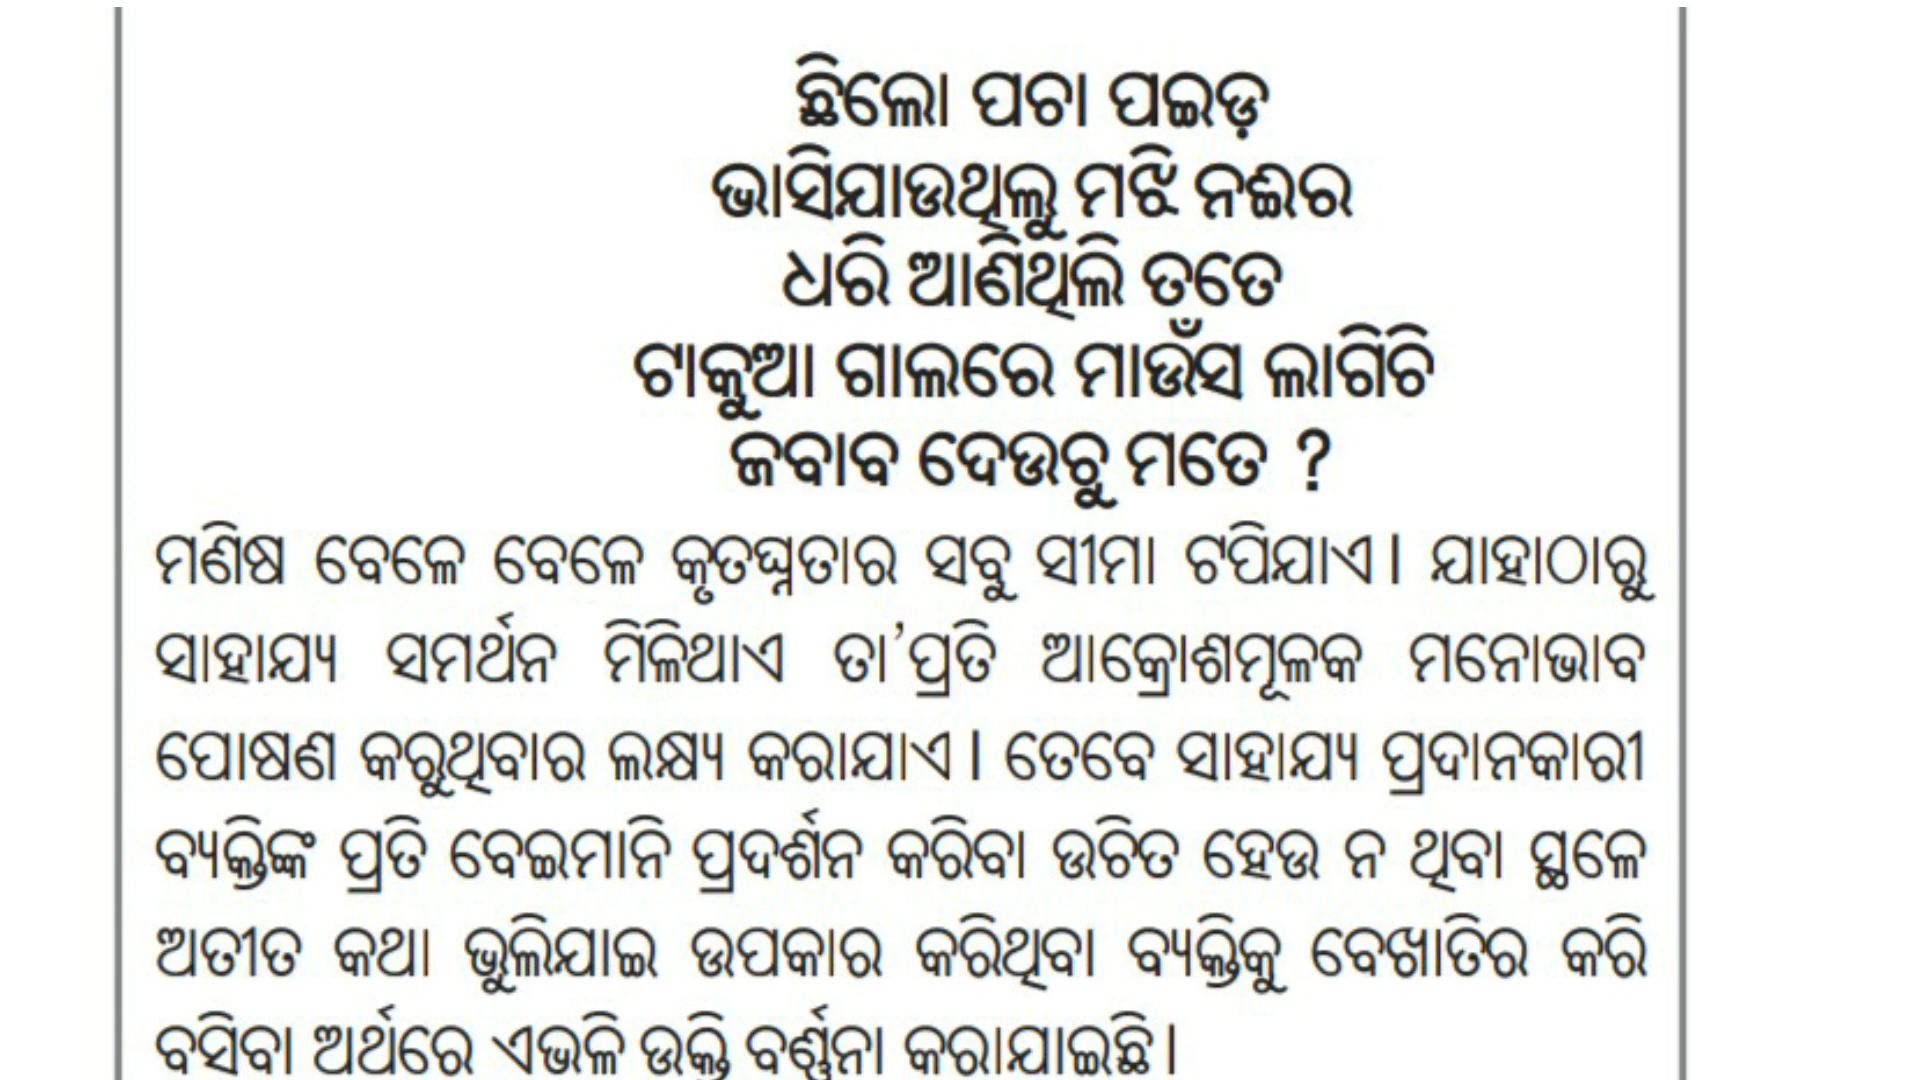 ଛିଲୋ ପଚା ପଇଡ଼
ଭାସିଯାଉଥିଲୁ ମଝି ନଈର
ଧରି ଆଣିଥିଲି ତତେ
ଟାକୁଆ ଗାଲରେ ମାଉଁସ ଲାଗିଚି
ଜବାବ ଦେଉଚୁ ମତେ ?
ମଣିଷ ବେଳେ ବେଳେ କୃତଘ୍ନତାର ସବୁ ସୀମା ଟପିଯାଏ। ଯାହାଠାରୁ
ସାହାଯ୍ୟ ସମର୍ଥନ ମିଳିଥାଏ ତା’ପ୍ରତି ଆକ୍ରୋଶମୂଳକ ମନୋଭାବ
ପୋଷଣ କରୁଥିବାର ଲକ୍ଷ୍ୟ କରାଯାଏ। ତେବେ ସାହାଯ୍ୟ ପ୍ରଦାନକାରୀ
ବ୍ୟକ୍ତିଙ୍କ ପ୍ରତି ବେଇମାନି ପ୍ରଦର୍ଶନ କରିବା ଉଚିତ ହେଉ ନ ଥିବା ସ୍ଥଳେ
ଅତୀତ କଥା ଭୁଲିଯାଇ ଉପକାର କରିଥିବା ବ୍ୟକ୍ତିକୁ ବେଖାତିର କରି
ବସିବା ଅର୍ଥରେ ଏଭଳି ଉକ୍ତି ବର୍ଣ୍ଣନା କରାଯାଇଛି।